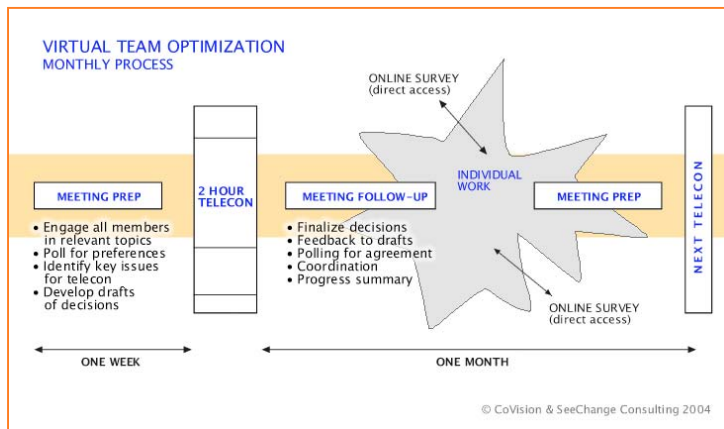 VIRTUAL TEAM OPTIMIZATION
MONTHLY PROCESS
ONLINE SURVEY
(direct access)
MEETING PREP
2 HOUR
TELECON
MEETING FOLLOW-UP
INDIVIDUAL
WORK
MEETING PREP
NEXT TELECON
• Engage all members
in relevant topics
• Poll for preferences
• Identify key issues
for telecon
• Develop drafts
of decisions
• Finalize decisions
• Feedback to drafts
• Polling for agreement
• Coordination
• Progress summary
ONLINE SURVEY
(direct access)
ONE WEEK
ONE MONTH
© CoVision & SeeChange Consulting 2004